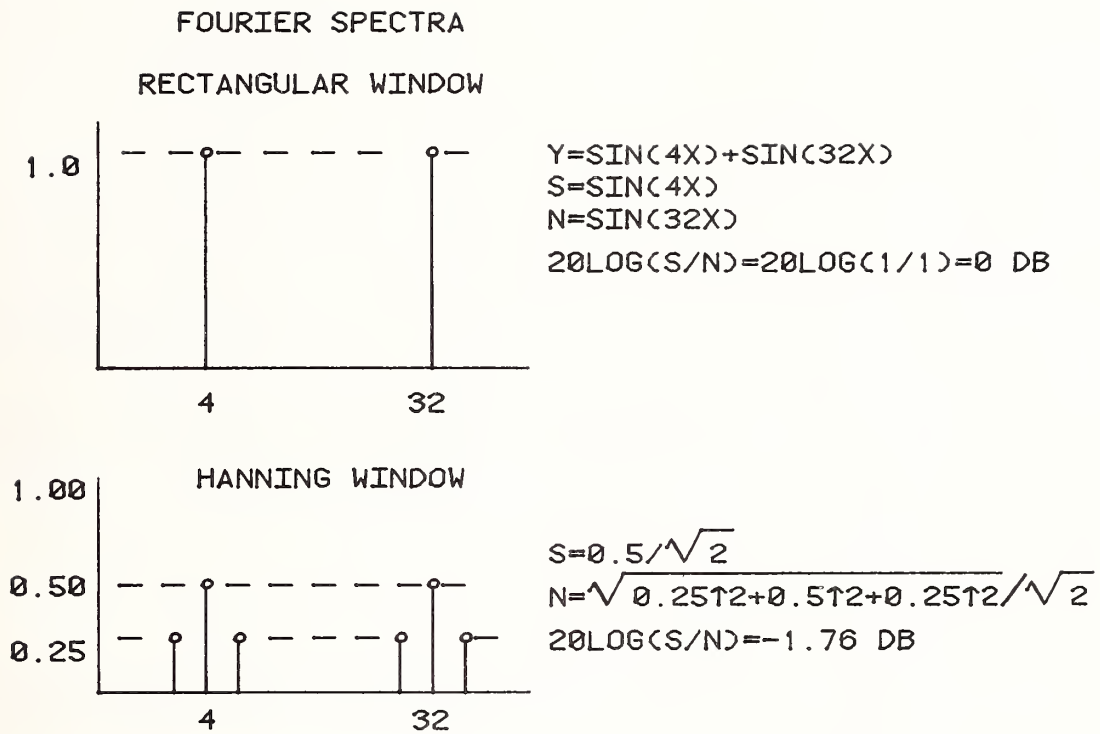 FOURIER SPECTRA
RECTANGULAR WINDOW
1.0
4
32
Y=SIN(4X)+SIN(32X)
S=SIN(4X)
N=SIN(32X)
20LOG(S/N)=20LOG(1/1)=0 DB
HANNING WINDOW
1.00
0.50
0.25
4
32
S=0.5/√2
N=√0.25↑2+0.5↑2+0.25↑2/√2
20LOG(S/N)=-1.76 DB